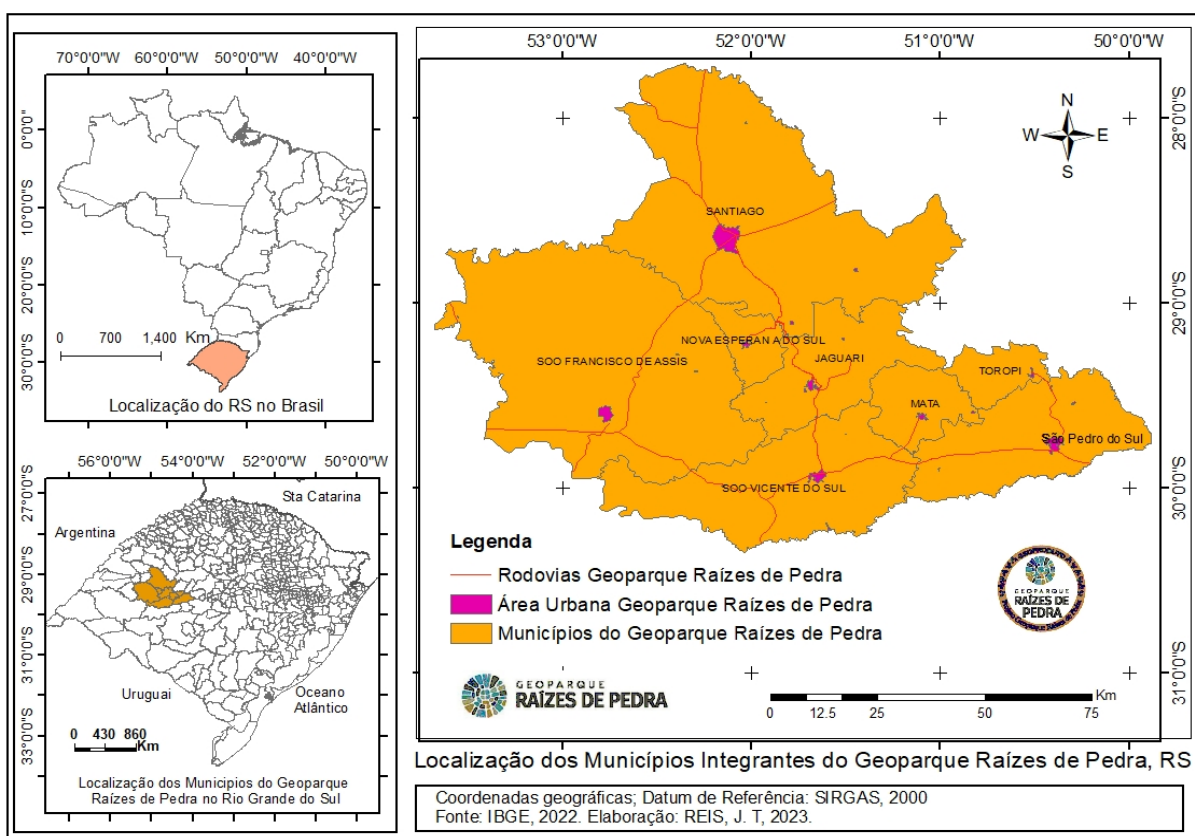 70°0'0"W 60°0'0"W 50°0'0"W 40°0'0"W
0°0'0"
10°0'0"S
20°0'0"S
30°0'0"S
0 700 1,400 Km
Localização do RS no Brasil
56°0'0"W 54°0'0"W 52°0'0"W 50°0'0"W
27°0'0"S
29°0'0"S
31°0'0"S
33°0'0"S
Sta Catarina
Argentina
Uruguai
Oceano
Atlântico
0 430 860
Km
Localização dos Municipios do Geoparque
Raízes de Pedra no Rio Grande do Sul
53°0'0"W 52°0'0"W 51°0'0"W 50°0'0"W
28°0'0"S
29°0'0"S
30°0'0"S
31°0'0"S
N
W E
S
SANTIAGO
NOVA ESPERAN A DO SUL
SOO FRANCISCO DE ASSIS
JAGUARI
TOROPI
MATA
São Pedro do Sul
SOO VICENTE DO SUL
Legenda
Rodovias Geoparque Raízes de Pedra
Área Urbana Geoparque Raízes de Pedra
Municípios do Geoparque Raízes de Pedra
GEOPARQUE
RAÍZES DE PEDRA
GEOPARQUE
RAÍZES DE
PEDRA
0 12.5 25 50 75
Km
Localização dos Municípios Integrantes do Geoparque Raízes de Pedra, RS
Coordenadas geográficas; Datum de Referência: SIRGAS, 2000
Fonte: IBGE, 2022. Elaboração: REIS, J. T, 2023.